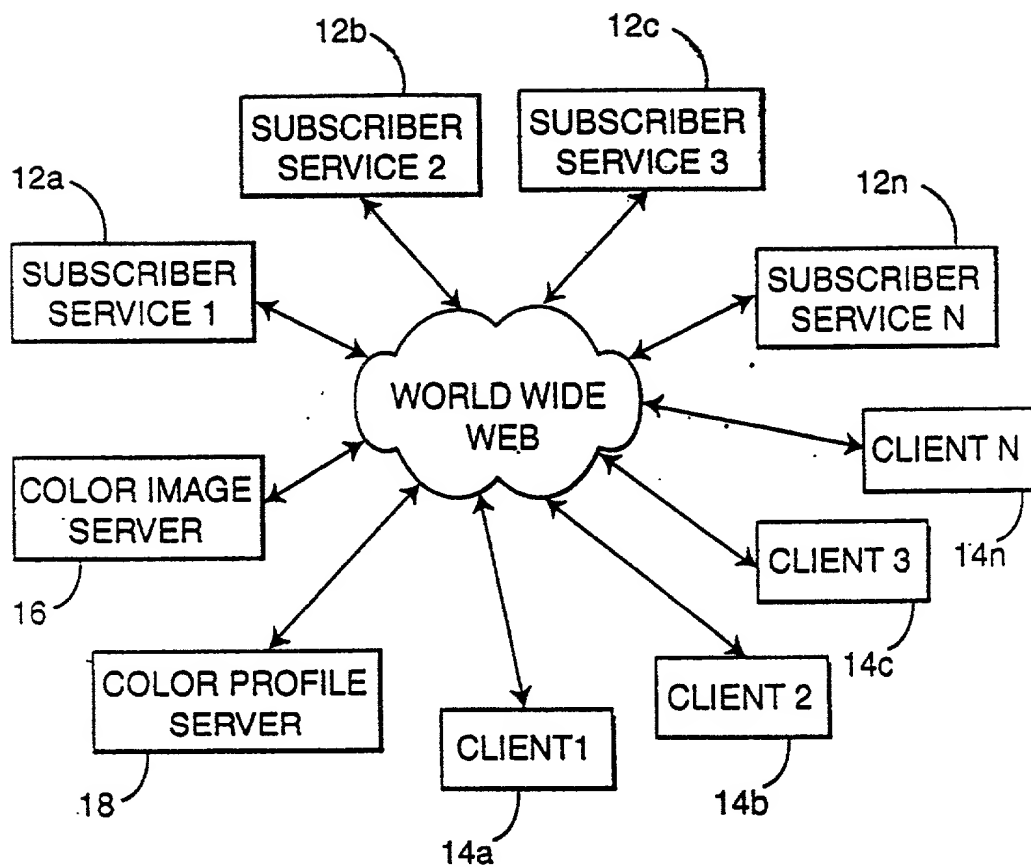 12b
12c
SUBSCRIBER
SERVICE 2
SUBSCRIBER
SERVICE 3
12a
12n
SUBSCRIBER
SERVICE 1
SUBSCRIBER
SERVICE N
WORLD WIDE
WEB
CLIENT N
COLOR IMAGE
SERVER
CLIENT 3
14n
16
COLOR PROFILE
SERVER
CLIENT 2
14c
CLIENT1
18
14b
14a